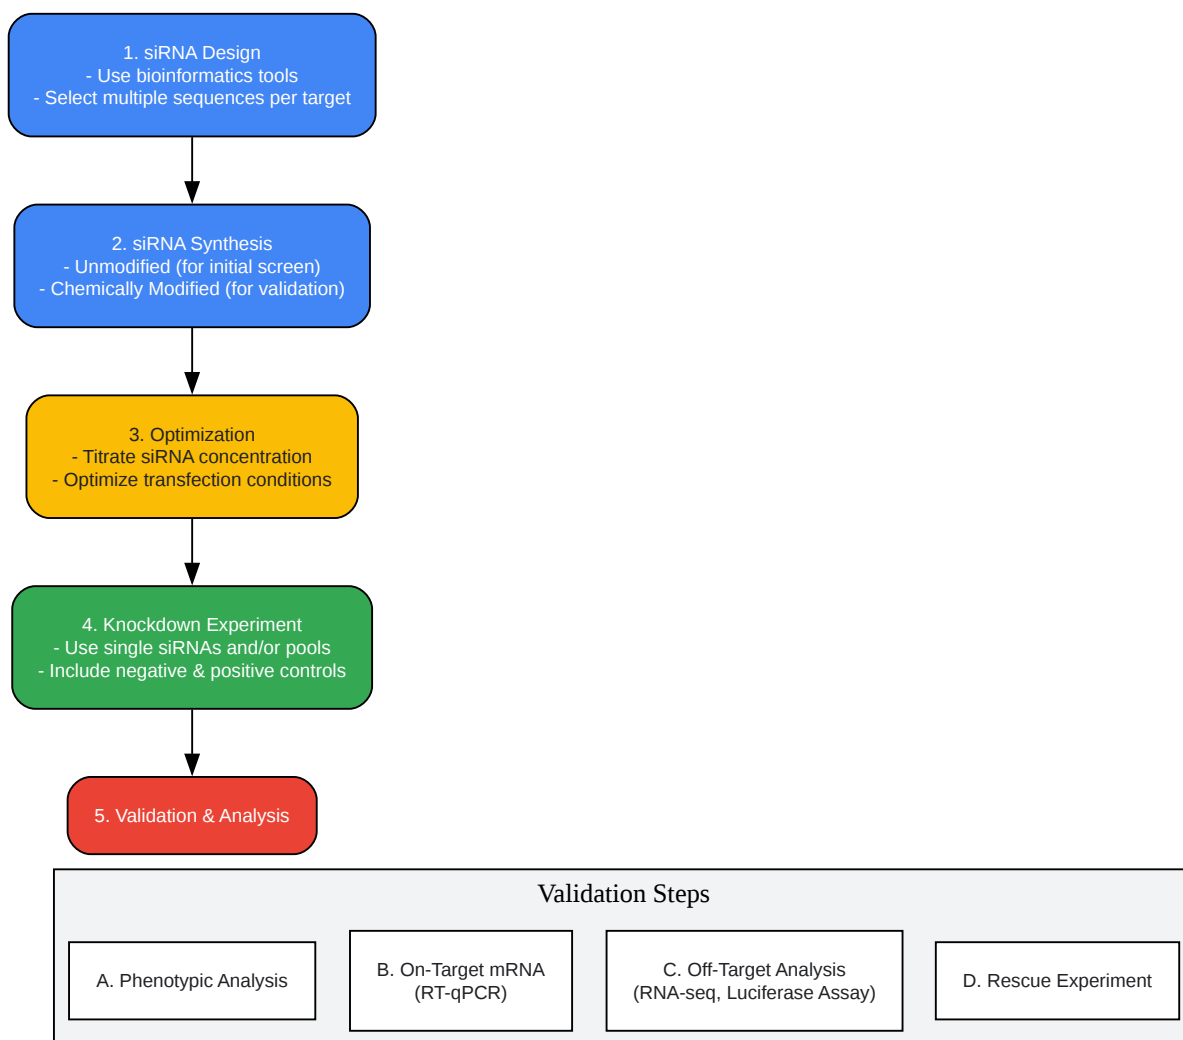 1. siRNA Design
- Use bioinformatics tools
- Select multiple sequences per target
2. siRNA Synthesis
- Unmodified (for initial screen)
- Chemically Modified (for validation)
3. Optimization
- Titrate siRNA concentration
- Optimize transfection conditions
4. Knockdown Experiment
- Use single siRNAs and/or pools
- Include negative & positive controls
5. Validation & Analysis
Validation Steps
A. Phenotypic Analysis
B. On-Target mRNA
(RT-qPCR)
C. Off-Target Analysis
(RNA-seq, Luciferase Assay)
D. Rescue Experiment